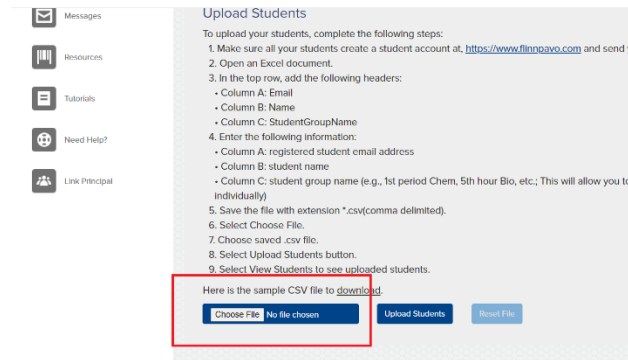 Messages
Resources
Tutorials
Need Help?
Link Principal
Upload Students
To upload your students, complete the following steps:
1. Make sure all your students create a student account at, https://www.flinnpavo.com and send
2. Open an Excel document.
3. In the top row, add the following headers:
• Column A: Email
• Column B: Name
• Column C: StudentGroupName
4. Enter the following information:
• Column A: registered student email address
• Column B: student name
• Column C: student group name (e.g., 1st period Chem, 5th hour Bio, etc.; This will allow you to
individually)
5. Save the file with extension *.csv(comma delimited).
6. Select Choose File.
7. Choose saved .csv file.
8. Select Upload Students button.
9. Select View Students to see uploaded students.
Here is the sample CSV file to download.
Choose File No file chosen
Upload Students
Reset File